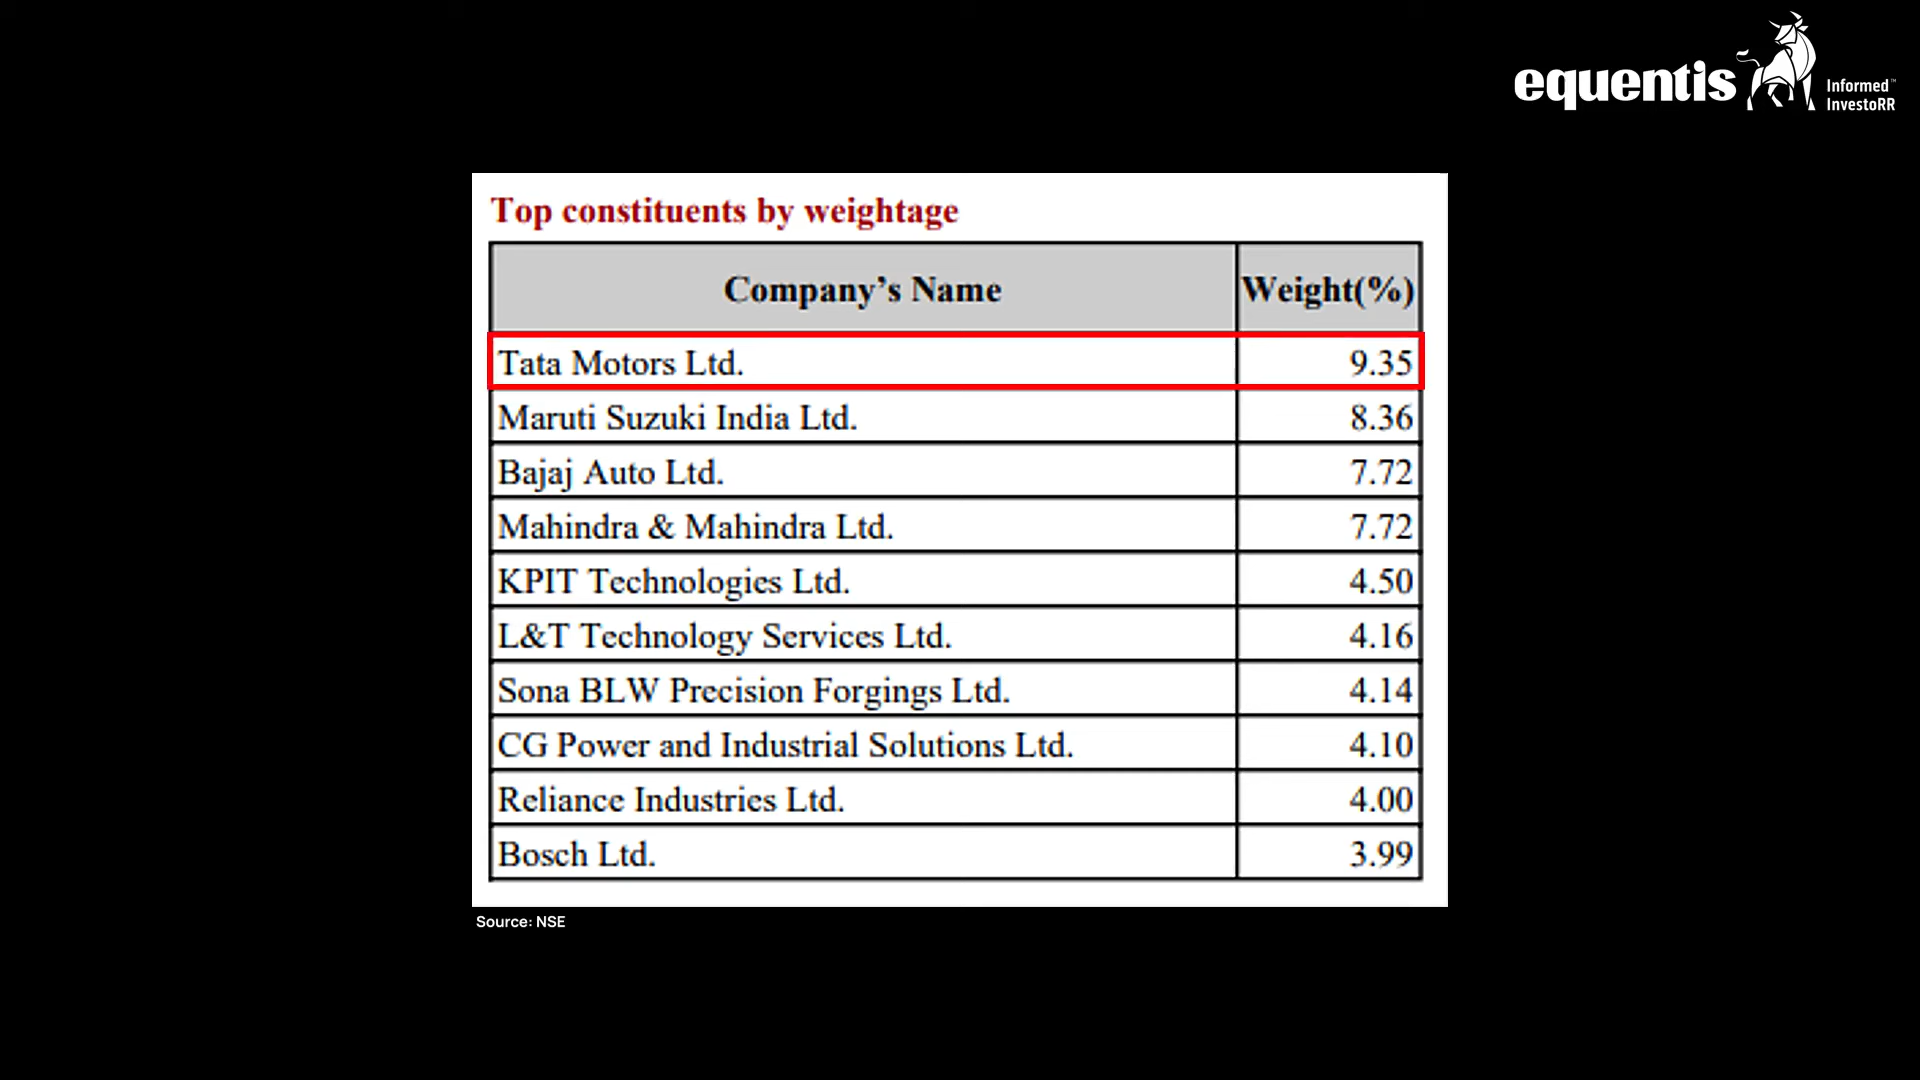 equentis Informed™
InvestoRR
Top constituents by weightage
Company’s Name Weight(%)
Tata Motors Ltd. 9.35
Maruti Suzuki India Ltd. 8.36
Bajaj Auto Ltd. 7.72
Mahindra & Mahindra Ltd. 7.72
KPIT Technologies Ltd. 4.50
L&T Technology Services Ltd. 4.16
Sona BLW Precision Forgings Ltd. 4.14
CG Power and Industrial Solutions Ltd. 4.10
Reliance Industries Ltd. 4.00
Bosch Ltd. 3.99
Source: NSE